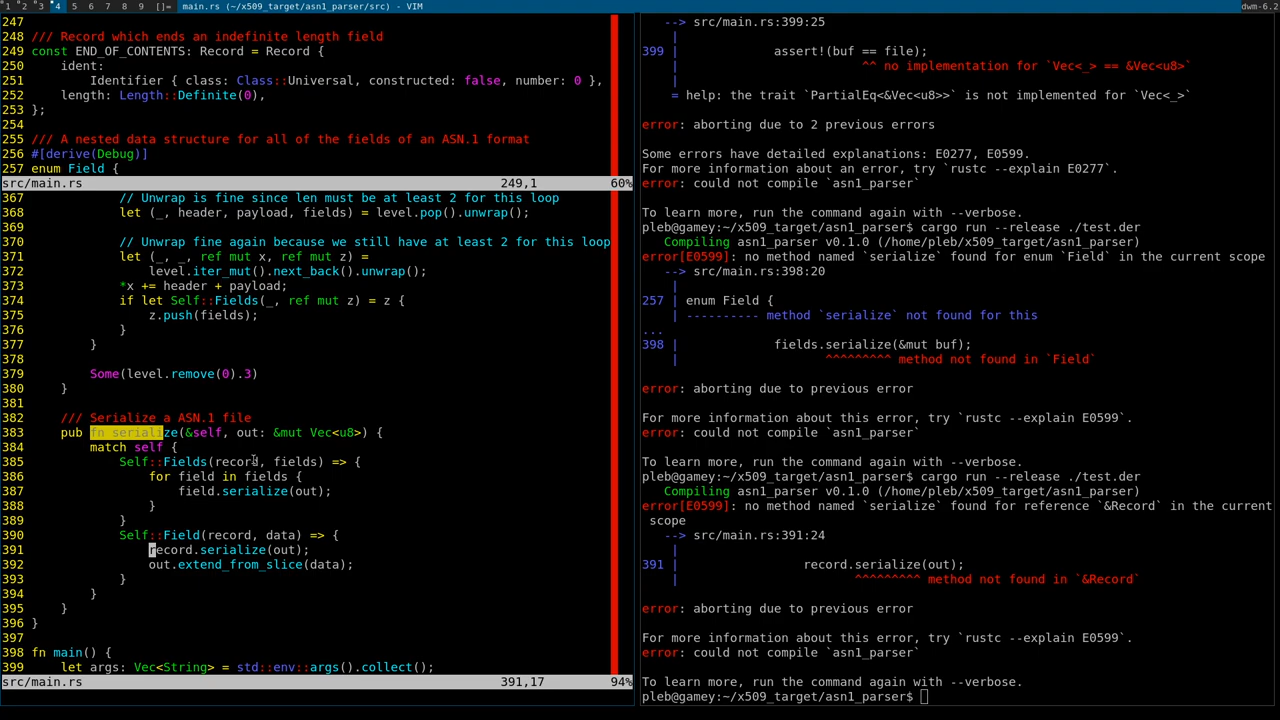 1 2 3 4 5 6 7 8 9 []= main.rs (~/x509_target/asn1_parser/src) - VIM dwm-6.2
247
248 /// Record which ends an indefinite length field
249 const END_OF_CONTENTS: Record = Record {
250     ident:
251         Identifier { class: Class::Universal, constructed: false, number: 0 },
252     length: Length::Definite(0),
253 };
254
255 /// A nested data structure for all of the fields of an ASN.1 format
256 #[derive(Debug)]
257 enum Field {
src/main.rs 249,1 60%
367             // Unwrap is fine since len must be at least 2 for this loop
368             let (_, header, payload, fields) = level.pop().unwrap();
369
370             // Unwrap fine again because we still have at least 2 for this loop
371             let (_, _, ref mut x, ref mut z) =
372                 level.iter_mut().next_back().unwrap();
373             *x += header + payload;
374             if let Self::Fields(_, ref mut z) = z {
375                 z.push(fields);
376             }
377         }
378
379         Some(level.remove(0).3)
380     }
381
382     /// Serialize a ASN.1 file
383     pub fn serialize(&self, out: &mut Vec<u8>) {
384         match self {
385             Self::Fields(record, fields) => {
386                 for field in fields {
387                     field.serialize(out);
388                 }
389             }
390             Self::Field(record, data) => {
391                 record.serialize(out);
392                 out.extend_from_slice(data);
393             }
394         }
395     }
396 }
397
398 fn main() {
399     let args: Vec<String> = std::env::args().collect();
src/main.rs 391,17 94%
   --> src/main.rs:399:25
    |
399 |             assert!(buf == file);
    |                         ^^ no implementation for `Vec<_> == &Vec<u8>`
    |
    = help: the trait `PartialEq<&Vec<u8>>` is not implemented for `Vec<_>`
error: aborting due to 2 previous errors
Some errors have detailed explanations: E0277, E0599.
For more information about an error, try `rustc --explain E0277`.
error: could not compile `asn1_parser`
To learn more, run the command again with --verbose.
pleb@gamey:~/x509_target/asn1_parser$ cargo run --release ./test.der
   Compiling asn1_parser v0.1.0 (/home/pleb/x509_target/asn1_parser)
error[E0599]: no method named `serialize` found for enum `Field` in the current scope
   --> src/main.rs:398:20
    |
257 | enum Field {
    | ---------- method `serialize` not found for this
...
398 |             fields.serialize(&mut buf);
    |                    ^^^^^^^^^ method not found in `Field`
error: aborting due to previous error
For more information about this error, try `rustc --explain E0599`.
error: could not compile `asn1_parser`
To learn more, run the command again with --verbose.
pleb@gamey:~/x509_target/asn1_parser$ cargo run --release ./test.der
   Compiling asn1_parser v0.1.0 (/home/pleb/x509_target/asn1_parser)
error[E0599]: no method named `serialize` found for reference `&Record` in the current
 scope
   --> src/main.rs:391:24
    |
391 |                 record.serialize(out);
    |                        ^^^^^^^^^ method not found in `&Record`
error: aborting due to previous error
For more information about this error, try `rustc --explain E0599`.
error: could not compile `asn1_parser`
To learn more, run the command again with --verbose.
pleb@gamey:~/x509_target/asn1_parser$